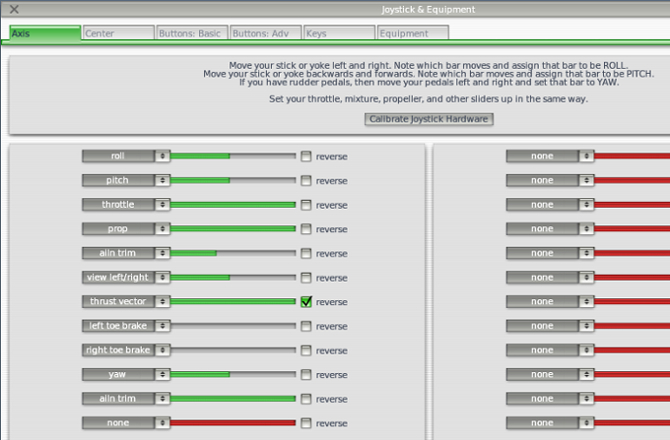 Joystick & Equipment
Axis
Center
Buttons: Basic
Buttons: Adv
Keys
Equipment
Move your stick or yoke left and right. Note which bar moves and assign that bar to be ROLL.
Move your stick or yoke backwards and forwards. Note which bar moves and assign that bar to be PITCH.
If you have rudder pedals, then move your pedals left and right and set that bar to YAW.
Set your throttle, mixture, propeller, and other sliders up in the same way.
Calibrate Joystick Hardware
roll reverse none
pitch reverse none
throttle reverse none
prop reverse none
ailn trim reverse none
view left/right reverse none
thrust vector reverse none
left toe brake reverse none
right toe brake reverse none
yaw reverse none
ailn trim reverse none
none reverse none